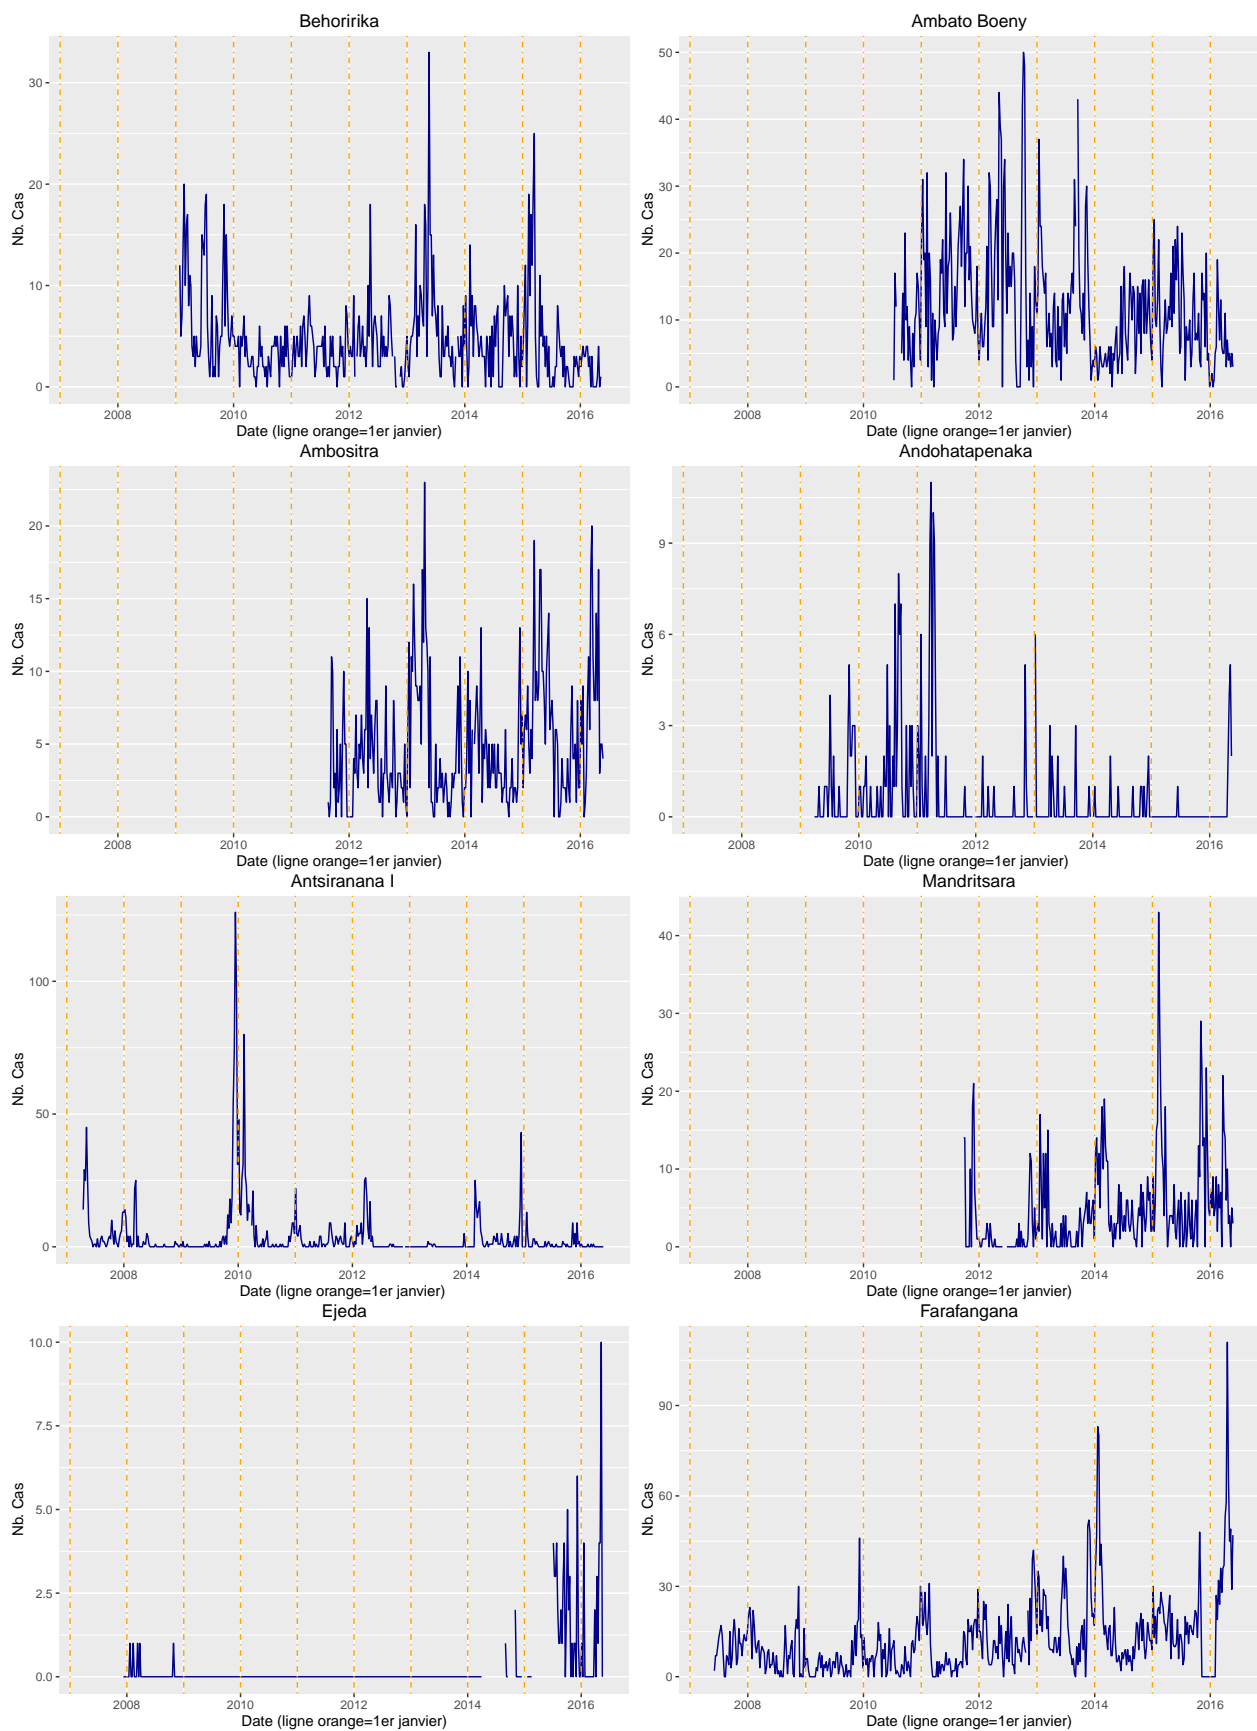 Behoririka
Nb. Cas
30
20
10
0
2008 2010 2012 2014 2016
Date (ligne orange=1er janvier)
Ambato Boeny
Nb. Cas
50
40
30
20
10
0
2008 2010 2012 2014 2016
Date (ligne orange=1er janvier)
Ambositra
Nb. Cas
20
15
10
5
0
2008 2010 2012 2014 2016
Date (ligne orange=1er janvier)
Andohatapenaka
Nb. Cas
9
6
3
0
2008 2010 2012 2014 2016
Date (ligne orange=1er janvier)
Antsiranana I
Nb. Cas
100
50
0
2008 2010 2012 2014 2016
Date (ligne orange=1er janvier)
Mandritsara
Nb. Cas
40
30
20
10
0
2008 2010 2012 2014 2016
Date (ligne orange=1er janvier)
Ejeda
Nb. Cas
10.0
7.5
5.0
2.5
0.0
2008 2010 2012 2014 2016
Date (ligne orange=1er janvier)
Farafangana
Nb. Cas
90
60
30
0
2008 2010 2012 2014 2016
Date (ligne orange=1er janvier)